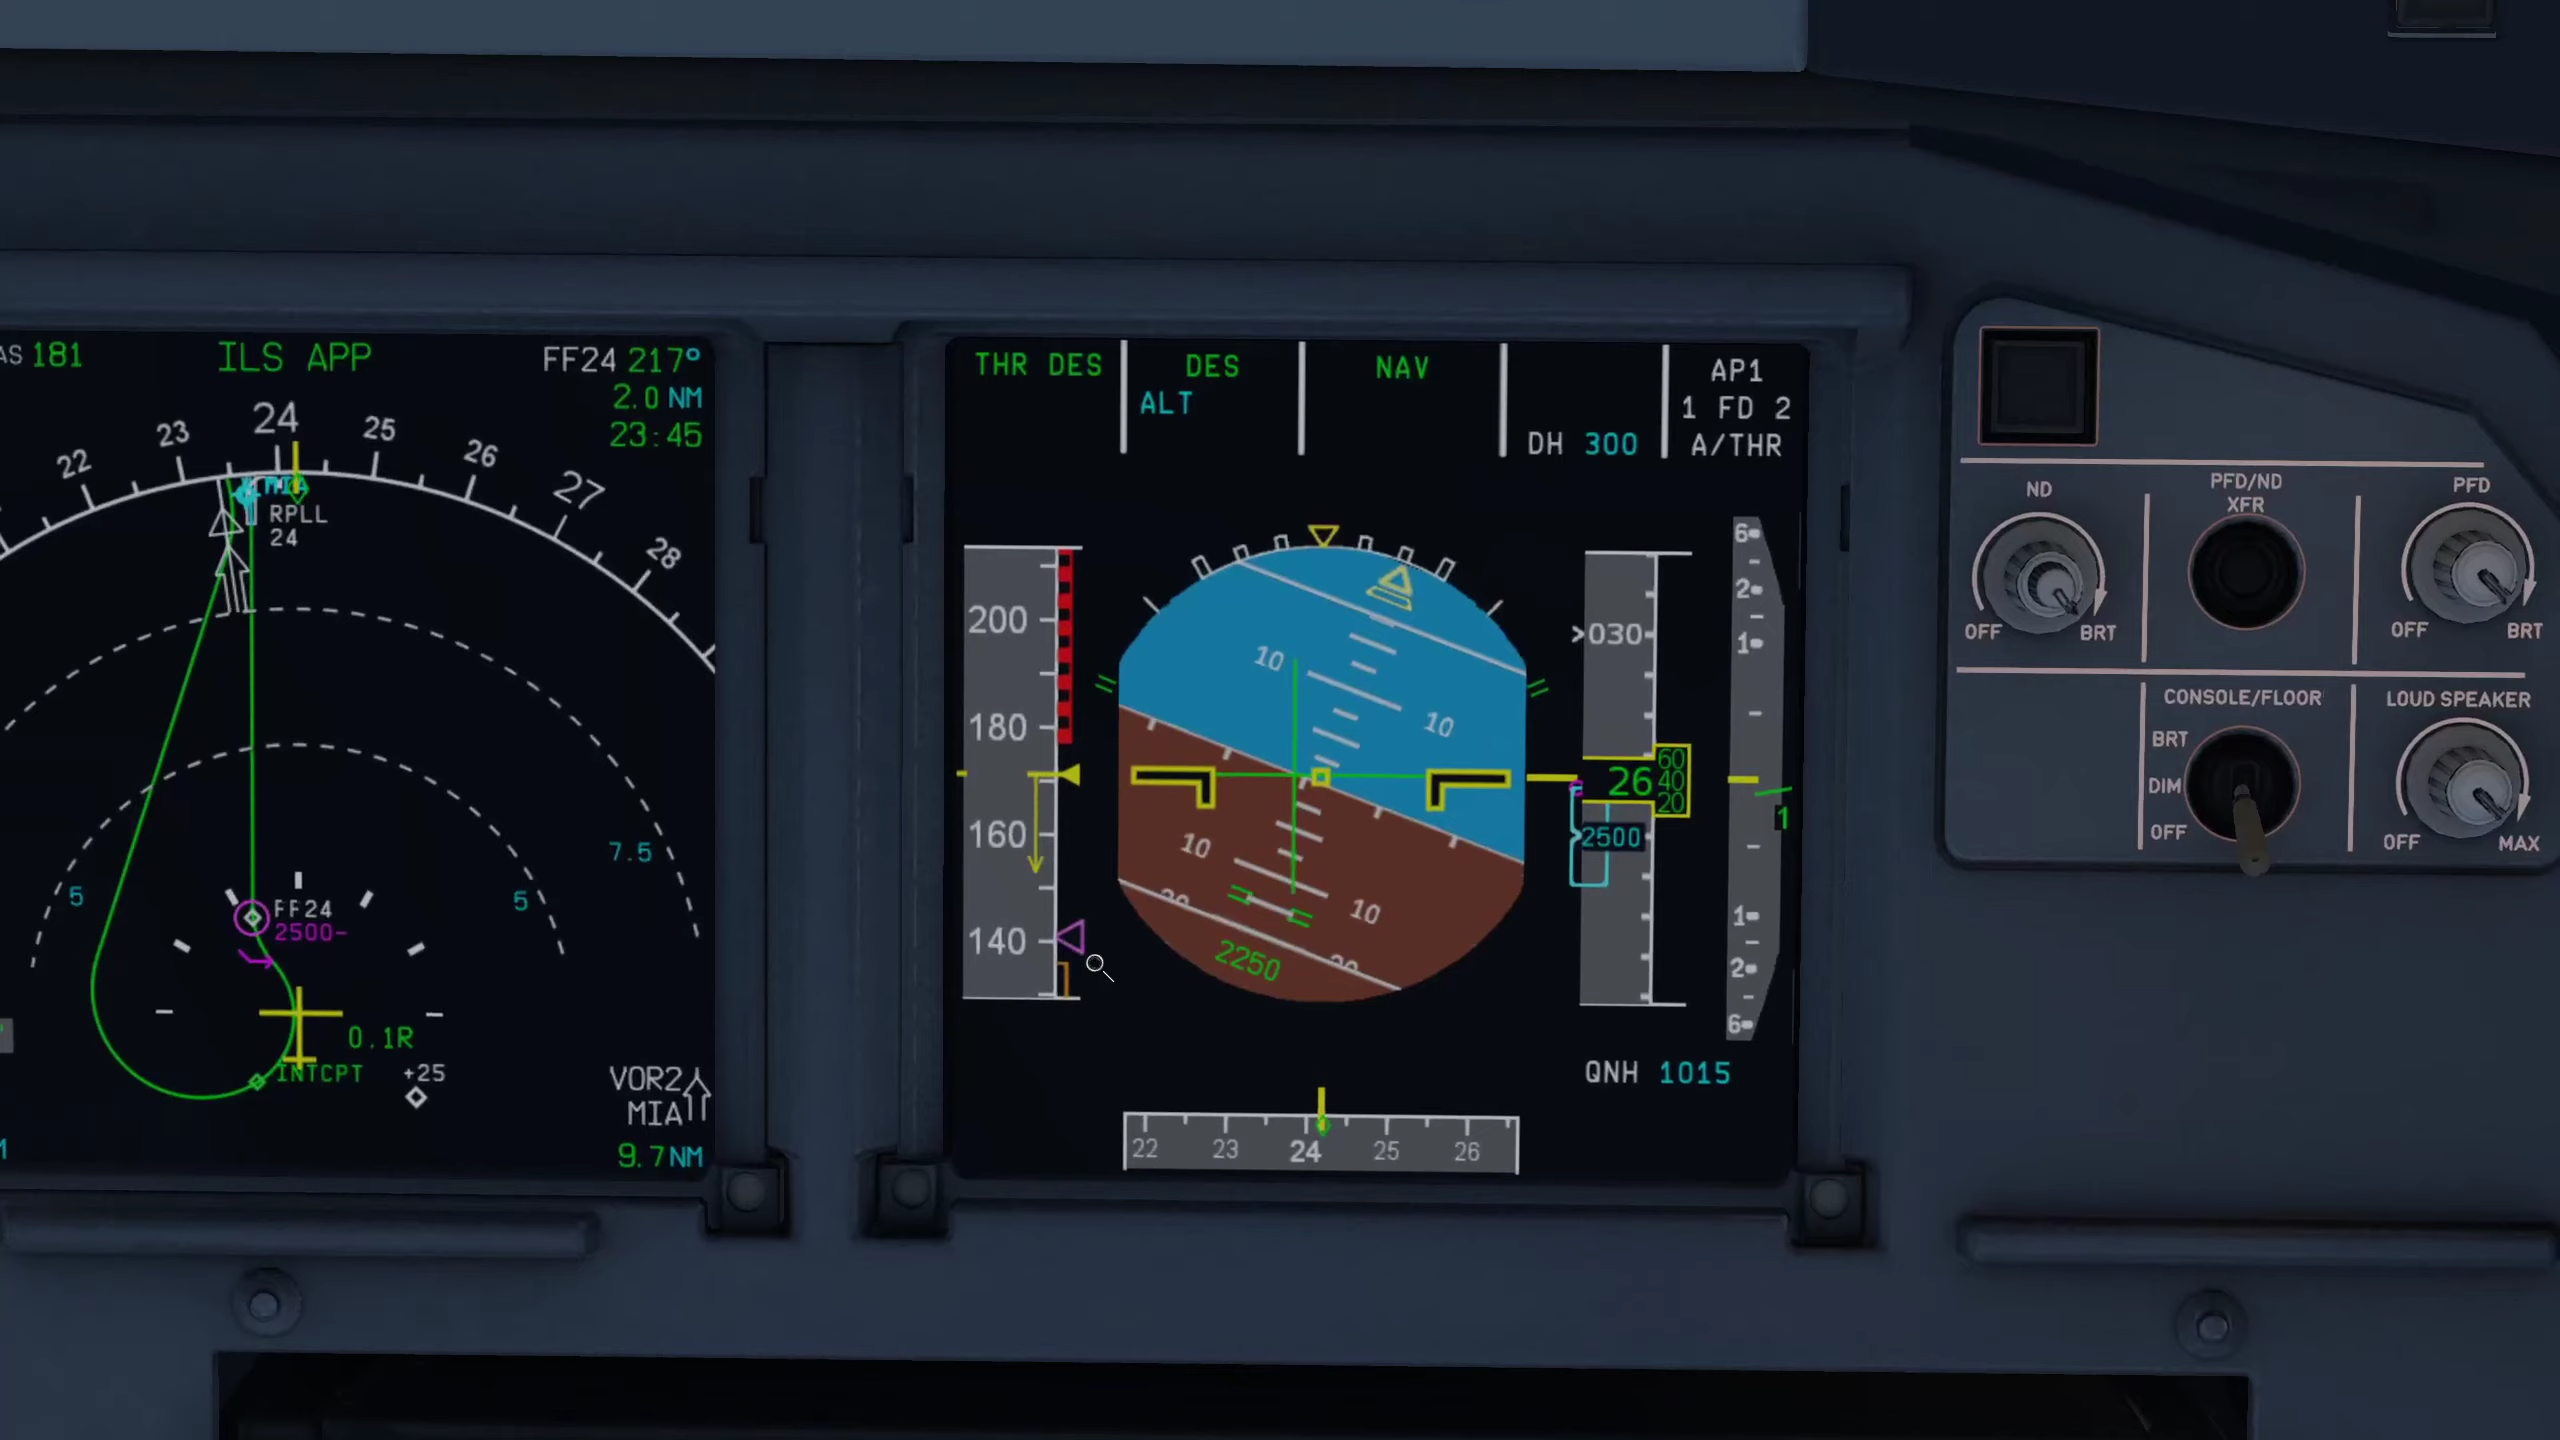 AS 181
ILS APP
FF24 217°
2.0 NM
23:45
22
23
24
25
26
27
28
RPLL
24
7.5
5
5
FF24
2500-
0.1R
INTCPT
+25
VOR2
MIA
9.7NM
THR DES
DES
NAV
ALT
DH 300
AP1
1 FD 2
A/THR
200
180
160
140
10
10
10
10
20
20
2250
>030
26
60
40
20
2500
6
2
1
1
1
2
6
QNH 1015
22
23
24
25
26
ND
OFF
BRT
PFD/ND
XFR
PFD
OFF
BRT
CONSOLE/FLOOR
BRT
DIM
OFF
LOUD SPEAKER
OFF
MAX